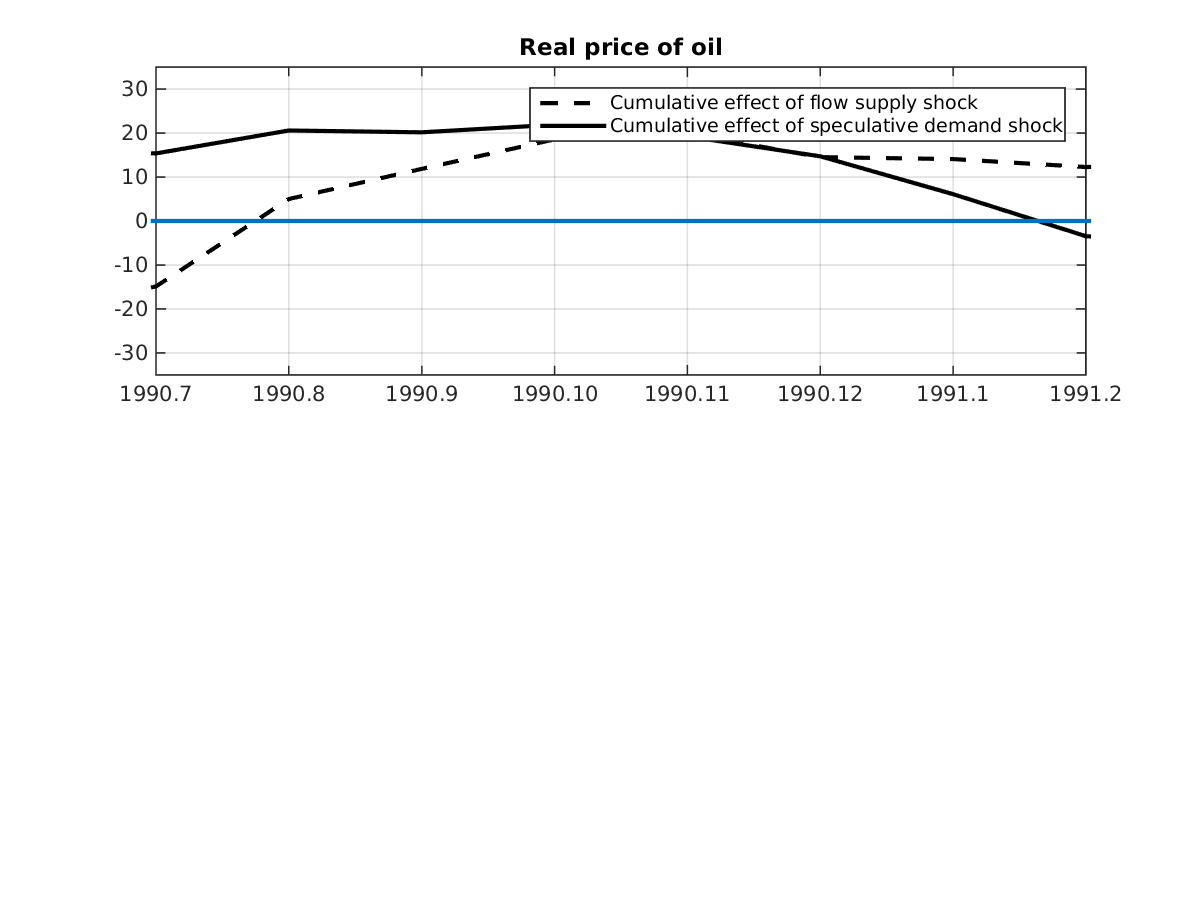 Real price of oil
30
Cumulative effect of flow supply shock
20
Cumulative effect of speculative demand shock
10
0
-10
-20
-30
1990.7 1990.8 1990.9 1990.10 1990.11 1990.12 1991.1 1991.2